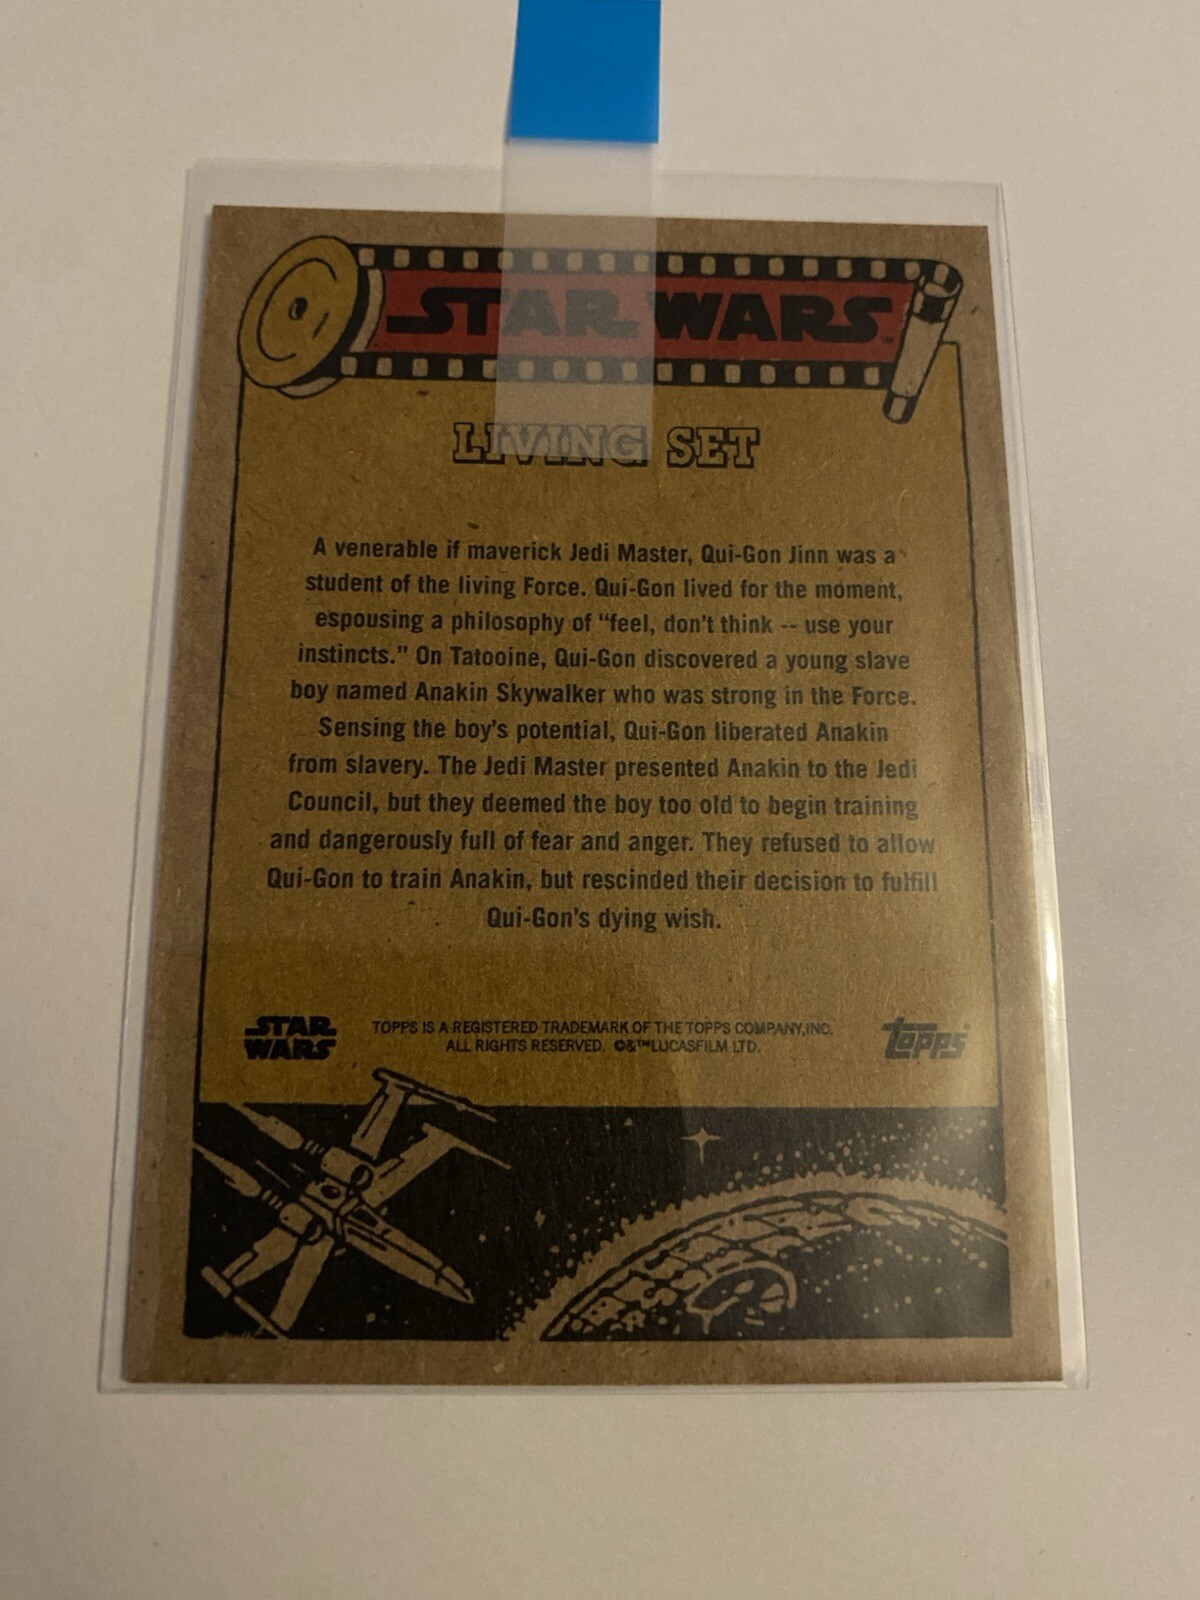 STAR WARS™
LIVING SET
A venerable if maverick Jedi Master, Qui-Gon Jinn was a
student of the living Force. Qui-Gon lived for the moment,
espousing a philosophy of “feel, don't think -- use your
instincts.” On Tatooine, Qui-Gon discovered a young slave
boy named Anakin Skywalker who was strong in the Force.
Sensing the boy's potential, Qui-Gon liberated Anakin
from slavery. The Jedi Master presented Anakin to the Jedi
Council, but they deemed the boy too old to begin training
and dangerously full of fear and anger. They refused to allow
Qui-Gon to train Anakin, but rescinded their decision to fulfill
Qui-Gon's dying wish.
STAR
WARS
TOPPS IS A REGISTERED TRADEMARK OF THE TOPPS COMPANY,INC.
ALL RIGHTS RESERVED. ©&™LUCASFILM LTD.
topps